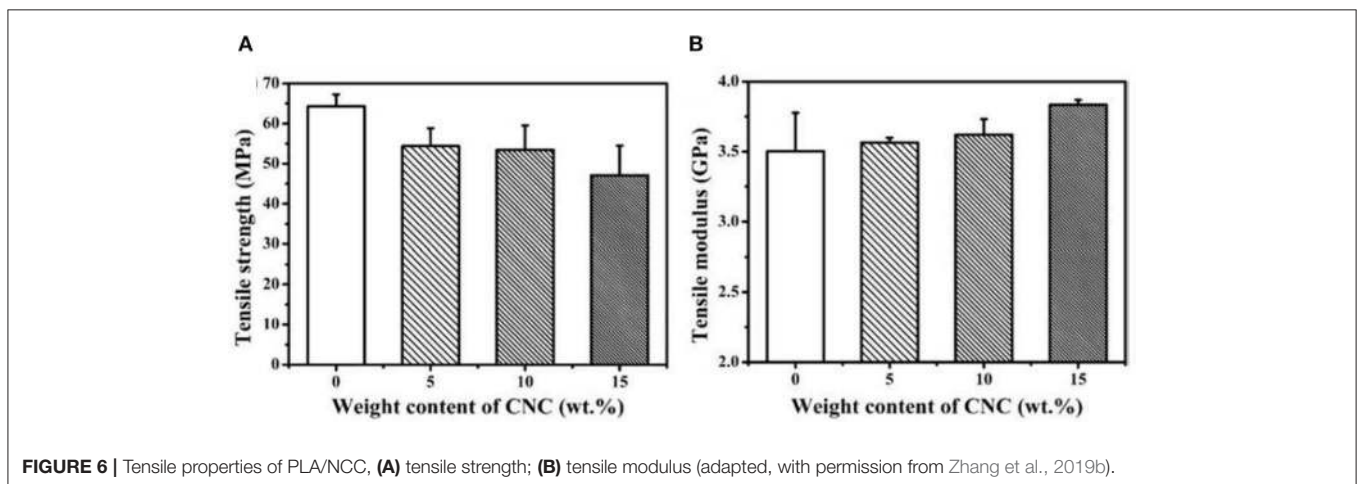 A
Tensile strength (MPa)
70
60
50
40
30
20
10
0
0 5 10 15
Weight content of CNC (wt.%)
B
Tensile modulus (GPa)
4.0
3.5
3.0
2.5
2.0
0 5 10 15
Weight content of CNC (wt.%)
FIGURE 6 | Tensile properties of PLA/NCC, (A) tensile strength; (B) tensile modulus (adapted, with permission from Zhang et al., 2019b).